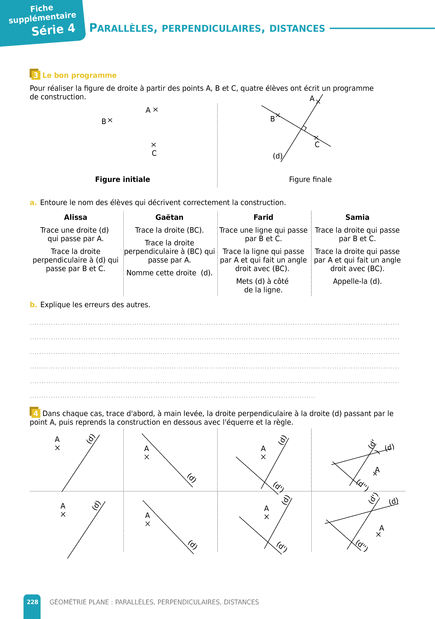 Fiche
supplémentaire
Série 4
PARALLÈLES, PERPENDICULAIRES, DISTANCES
3 Le bon programme
Pour réaliser la figure de droite à partir des points A, B et C, quatre élèves ont écrit un programme
de construction.
A
B
C
A
B
C
(d)
Figure initiale
Figure finale
a. Entoure le nom des élèves qui décrivent correctement la construction.
Alissa
Trace une droite (d)
qui passe par A.
Trace la droite
perpendiculaire à (d) qui
passe par B et C.
Gaëtan
Trace la droite (BC).
Trace la droite
perpendiculaire à (BC) qui
passe par A.
Nomme cette droite (d).
Farid
Trace une ligne qui passe
par B et C.
Trace la ligne qui passe
par A et qui fait un angle
droit avec (BC).
Mets (d) à côté
de la ligne.
Samia
Trace la droite qui passe
par B et C.
Trace la droite qui passe
par A et qui fait un angle
droit avec (BC).
Appelle-la (d).
b. Explique les erreurs des autres.
4 Dans chaque cas, trace d'abord, à main levée, la droite perpendiculaire à la droite (d) passant par le
point A, puis reprends la construction en dessous avec l'équerre et la règle.
A (d)
A (d)
A (d) (d')
A (d') (d) (d'')
A (d)
A (d)
A (d) (d')
A (d') (d) (d'')
228 GÉOMÉTRIE PLANE : PARALLÈLES, PERPENDICULAIRES, DISTANCES